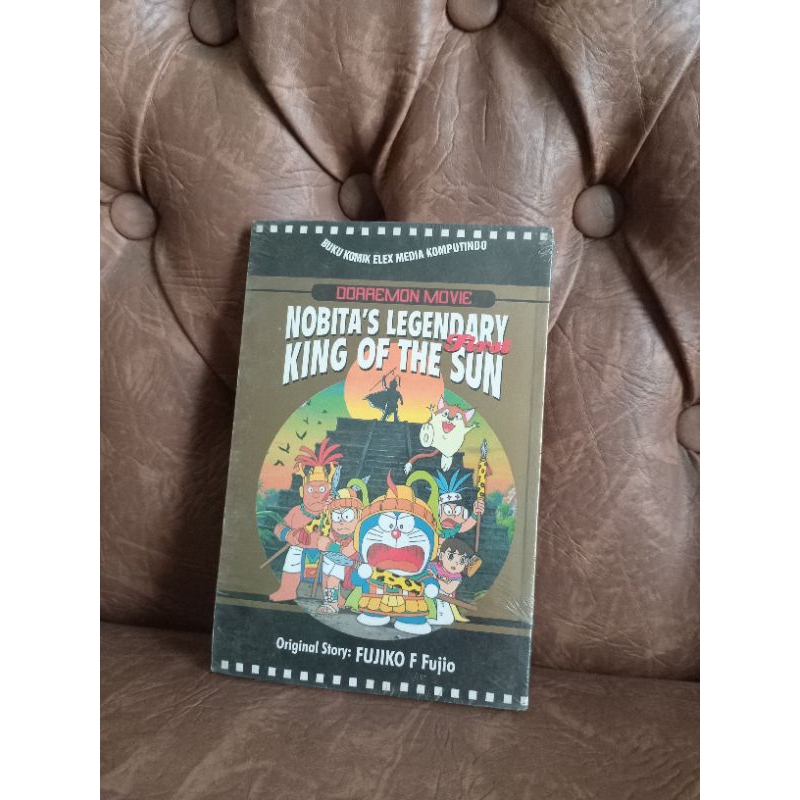 BUKU KOMIK ELEX MEDIA KOMPUTINDO
DORAEMON MOVIE
NOBITA'S LEGENDARY
First
KING OF THE SUN
Original Story: FUJIKO F Fujio